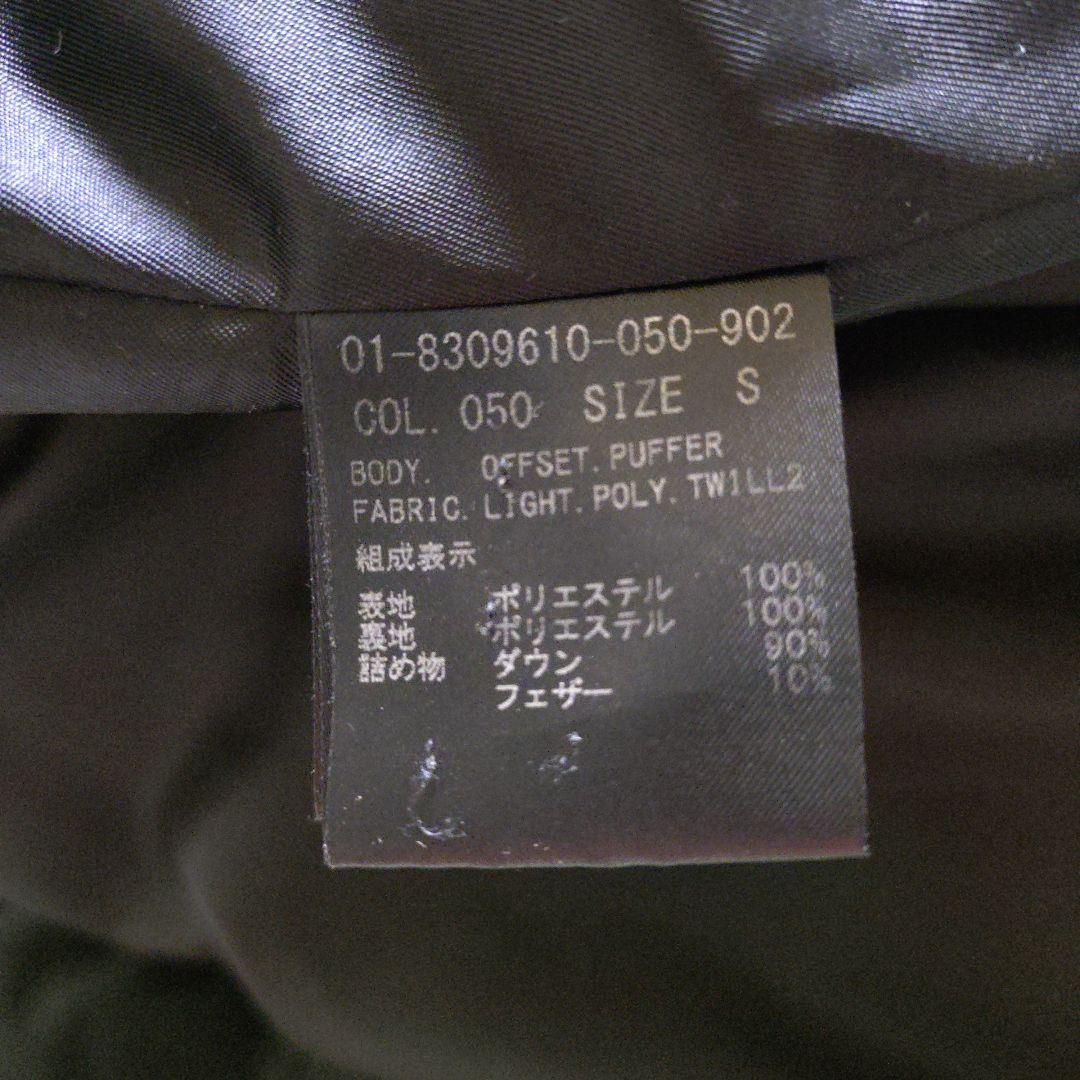 01-8309610-050-902
COL. 050 SIZE S
BODY. OFFSET.PUFFER
FABRIC. LIGHT.POLY.TW1LL2
組成表示
表地 ポリエステル 100%
裏地 ポリエステル 100%
詰め物 ダウン 90%
フェザー 10%